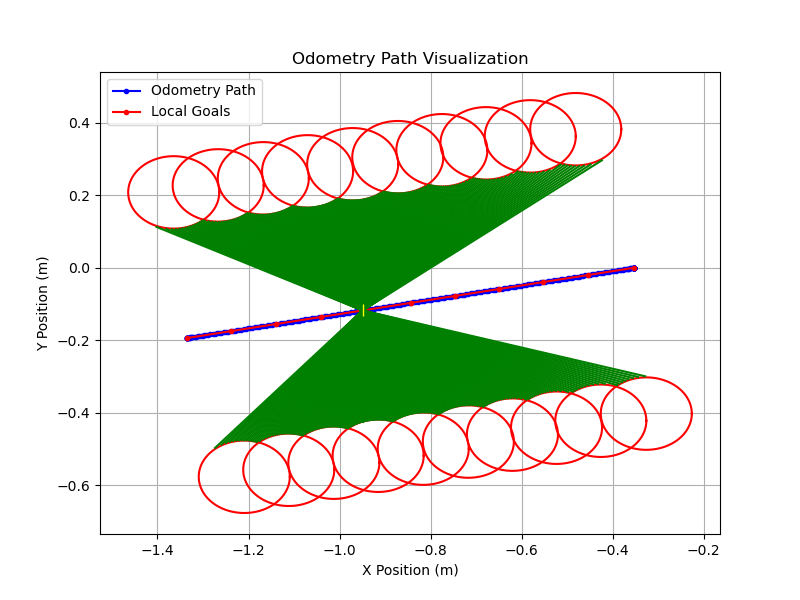 Odometry Path Visualization
Odometry Path
Local Goals
Y Position (m)
0.4
0.2
0.0
−0.2
−0.4
−0.6
−1.4 −1.2 −1.0 −0.8 −0.6 −0.4 −0.2
X Position (m)